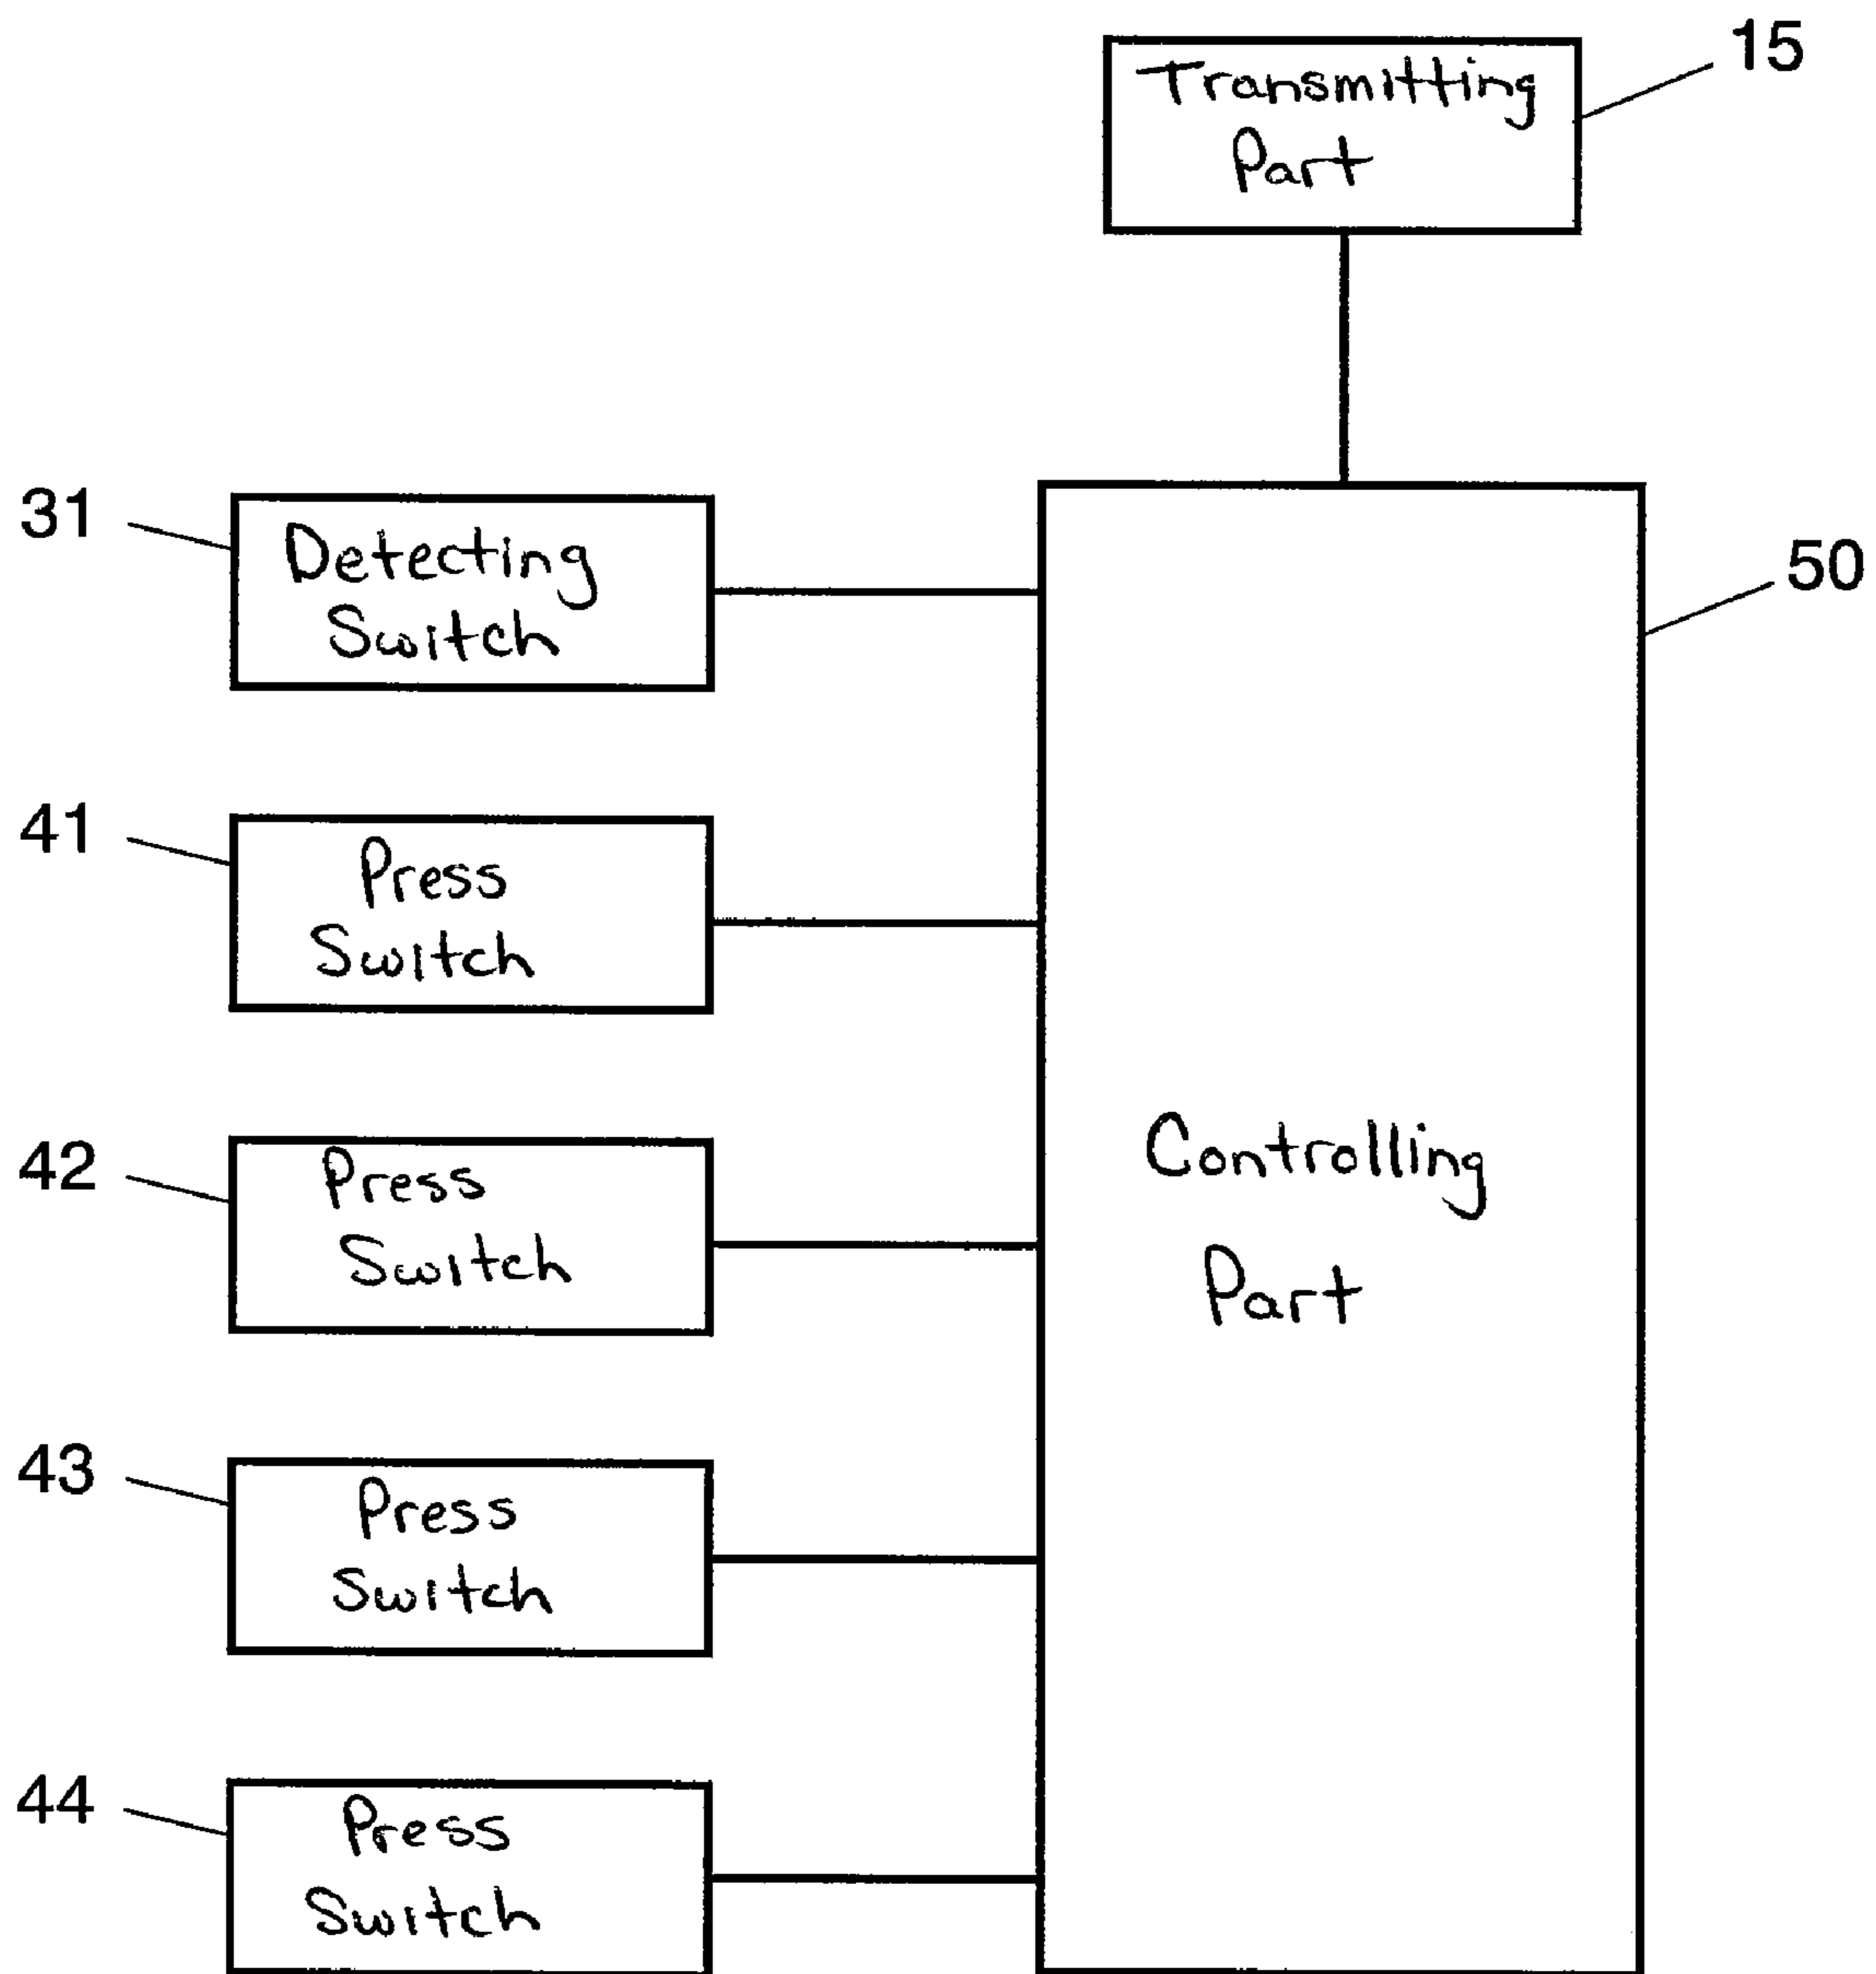 15
Transmitting
Part
31
Detecting
Switch
50
41
Press
Switch
42
Press
Switch
Controlling
Part
43
Press
Switch
44
Press
Switch